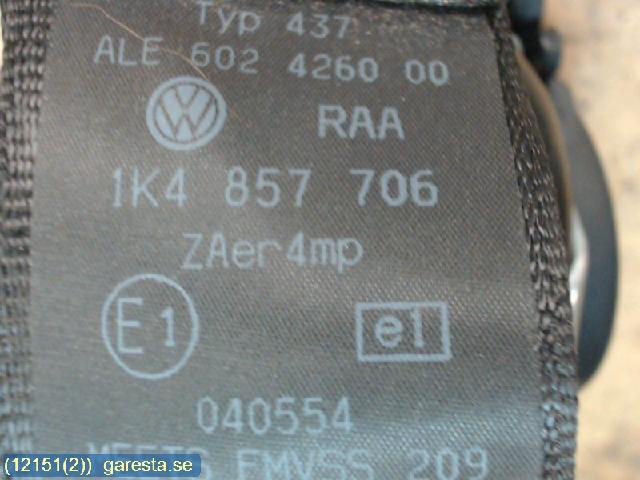 Typ 437
ALE 602 4260 00
RAA
1K4 857 706
ZAer4mp
E1
e1
040554
MEETS FMVSS 209
(12151(2)) garesta.se